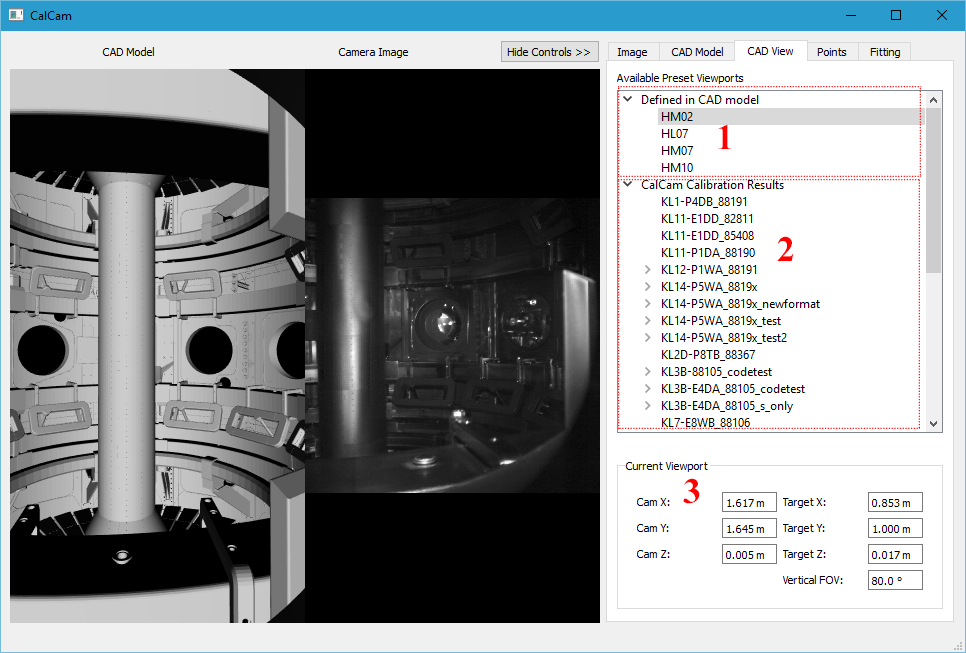 CalCam
CAD Model
Camera Image
Hide Controls >>
Image
CAD Model
CAD View
Points
Fitting
Available Preset Viewports
Defined in CAD model
HM02
HL07
HM07
HM10
1
CalCam Calibration Results
KL1-P4DB_88191
KL11-E1DD_82811
KL11-E1DD_85408
KL11-P1DA_88190
KL12-P1WA_88191
KL14-P5WA_8819x
KL14-P5WA_8819x_newformat
KL14-P5WA_8819x_test
KL14-P5WA_8819x_test2
KL2D-P8TB_88367
KL3B-88105_codetest
KL3B-E4DA_88105_codetest
KL3B-E4DA_88105_s_only
KL7-E8WB_88106
2
Current Viewport
3
Cam X: 1.617 m Target X: 0.853 m
Cam Y: 1.645 m Target Y: 1.000 m
Cam Z: 0.005 m Target Z: 0.017 m
Vertical FOV: 80.0 °